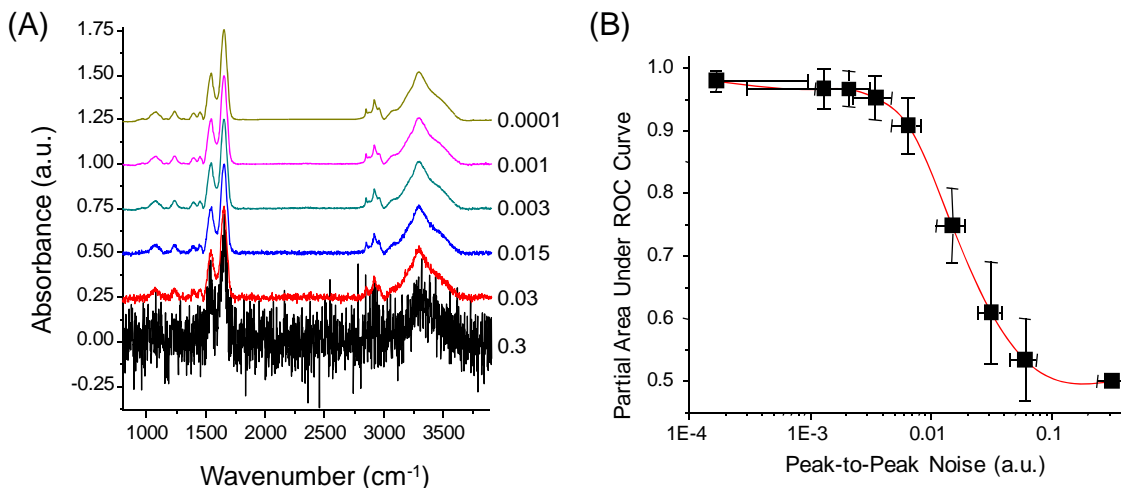 (A)
Absorbance (a.u.)
1.75
1.50
1.25
1.00
0.75
0.50
0.25
0.00
-0.25
0.0001
0.001
0.003
0.015
0.03
0.3
1000 1500 2000 2500 3000 3500
Wavenumber (cm⁻¹)
(B)
Partial Area Under ROC Curve
1.0
0.9
0.8
0.7
0.6
0.5
1E-4 1E-3 0.01 0.1
Peak-to-Peak Noise (a.u.)